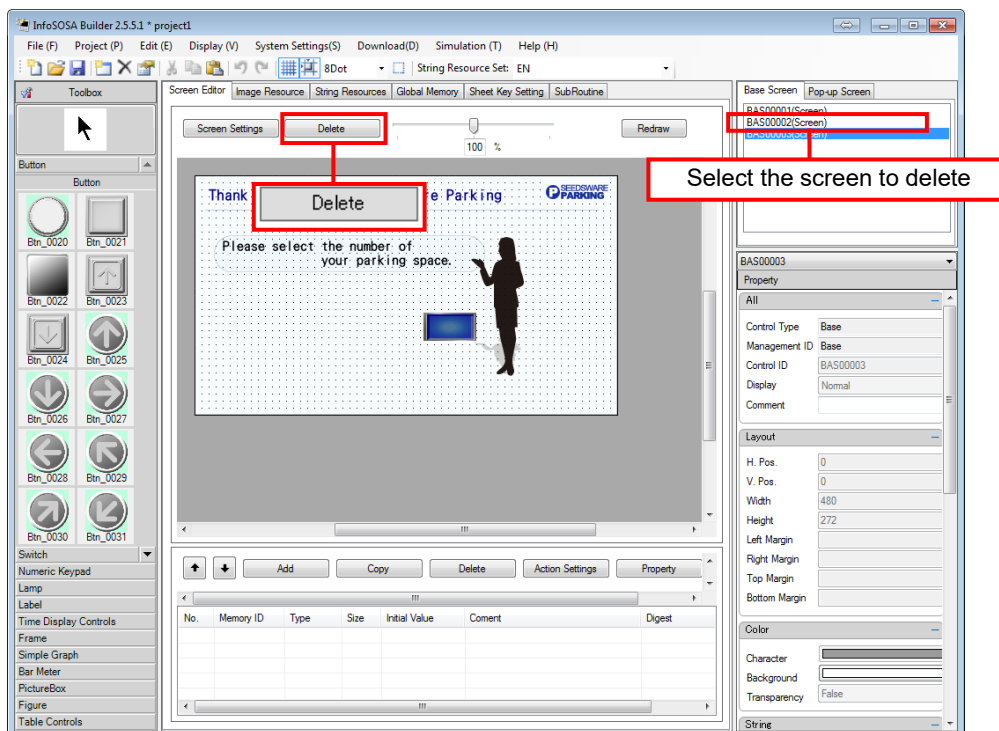 InfoSOSA Builder 2.5.5.1 * project1
File (F) Project (P) Edit (E) Display (V) System Settings(S) Download(D) Simulation (T) Help (H)
8Dot String Resource Set: EN
Toolbox
Screen Editor Image Resource String Resources Global Memory Sheet Key Setting SubRoutine
Base Screen Pop-up Screen
BAS00001(Screen)
BAS00002(Screen)
BAS00003(Screen)
Select the screen to delete
Screen Settings Delete Redraw
100 %
Button
Button
Btn_0020 Btn_0021
Btn_0022 Btn_0023
Btn_0024 Btn_0025
Btn_0026 Btn_0027
Btn_0028 Btn_0029
Btn_0030 Btn_0031
Switch
Numeric Keypad
Lamp
Label
Time Display Controls
Frame
Simple Graph
Bar Meter
PictureBox
Figure
Table Controls
Thank e Parking SEEDSWARE PARKING
Delete
Please select the number of
your parking space.
Add Copy Delete Action Settings Property
No. Memory ID Type Size Initial Value Coment Digest
BAS00003
Property
All
Control Type Base
Management ID Base
Control ID BAS00003
Display Normal
Comment
Layout
H. Pos. 0
V. Pos. 0
Width 480
Height 272
Left Margin
Right Margin
Top Margin
Bottom Margin
Color
Character
Background
Transparency False
String